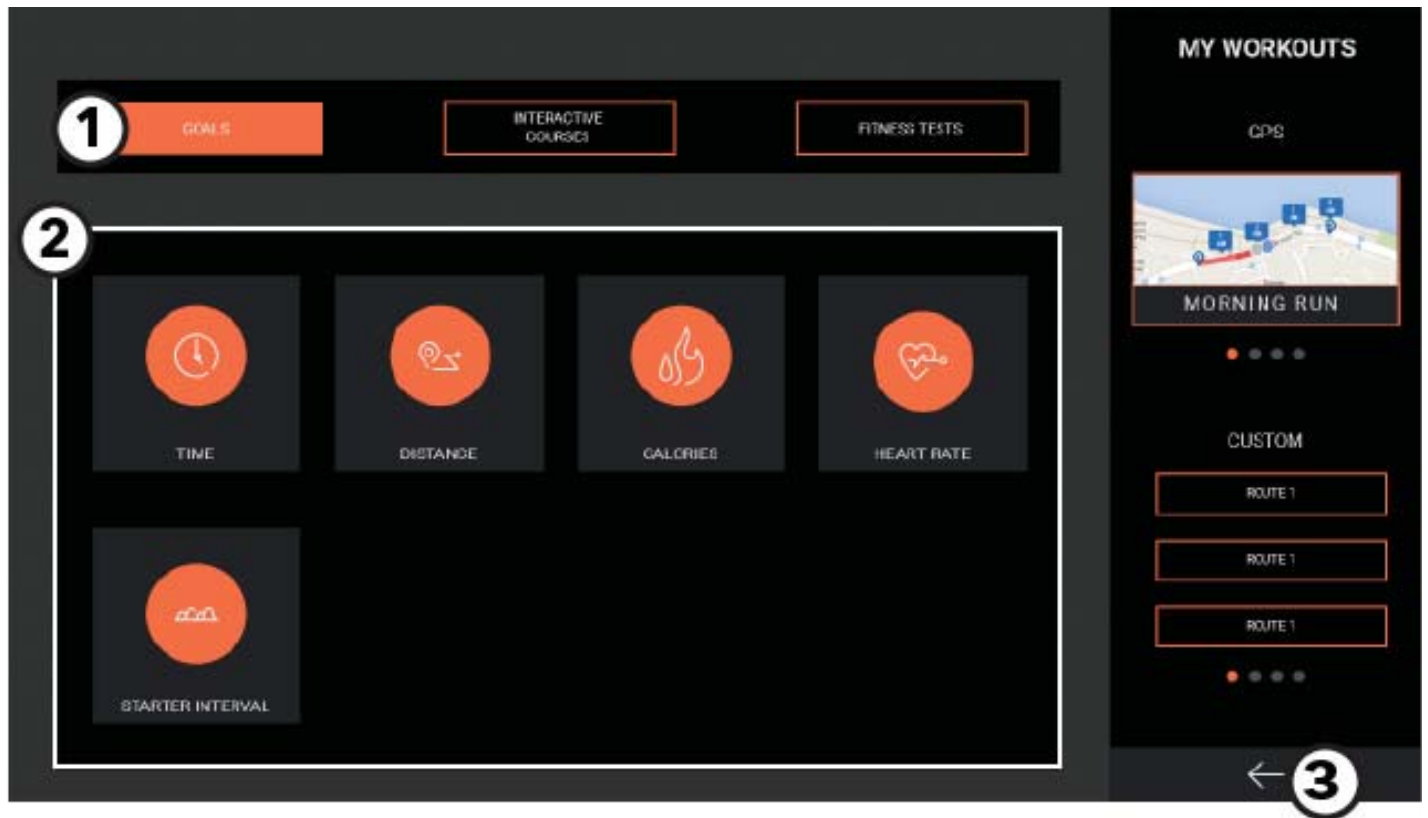 MY WORKOUTS
1
GOALS
INTERACTIVE
COURSES
FITNESS TESTS
GPS
2
MORNING RUN
TIME
DISTANCE
CALORIES
HEART RATE
CUSTOM
ROUTE 1
ROUTE 1
ROUTE 1
STARTER INTERVAL
3